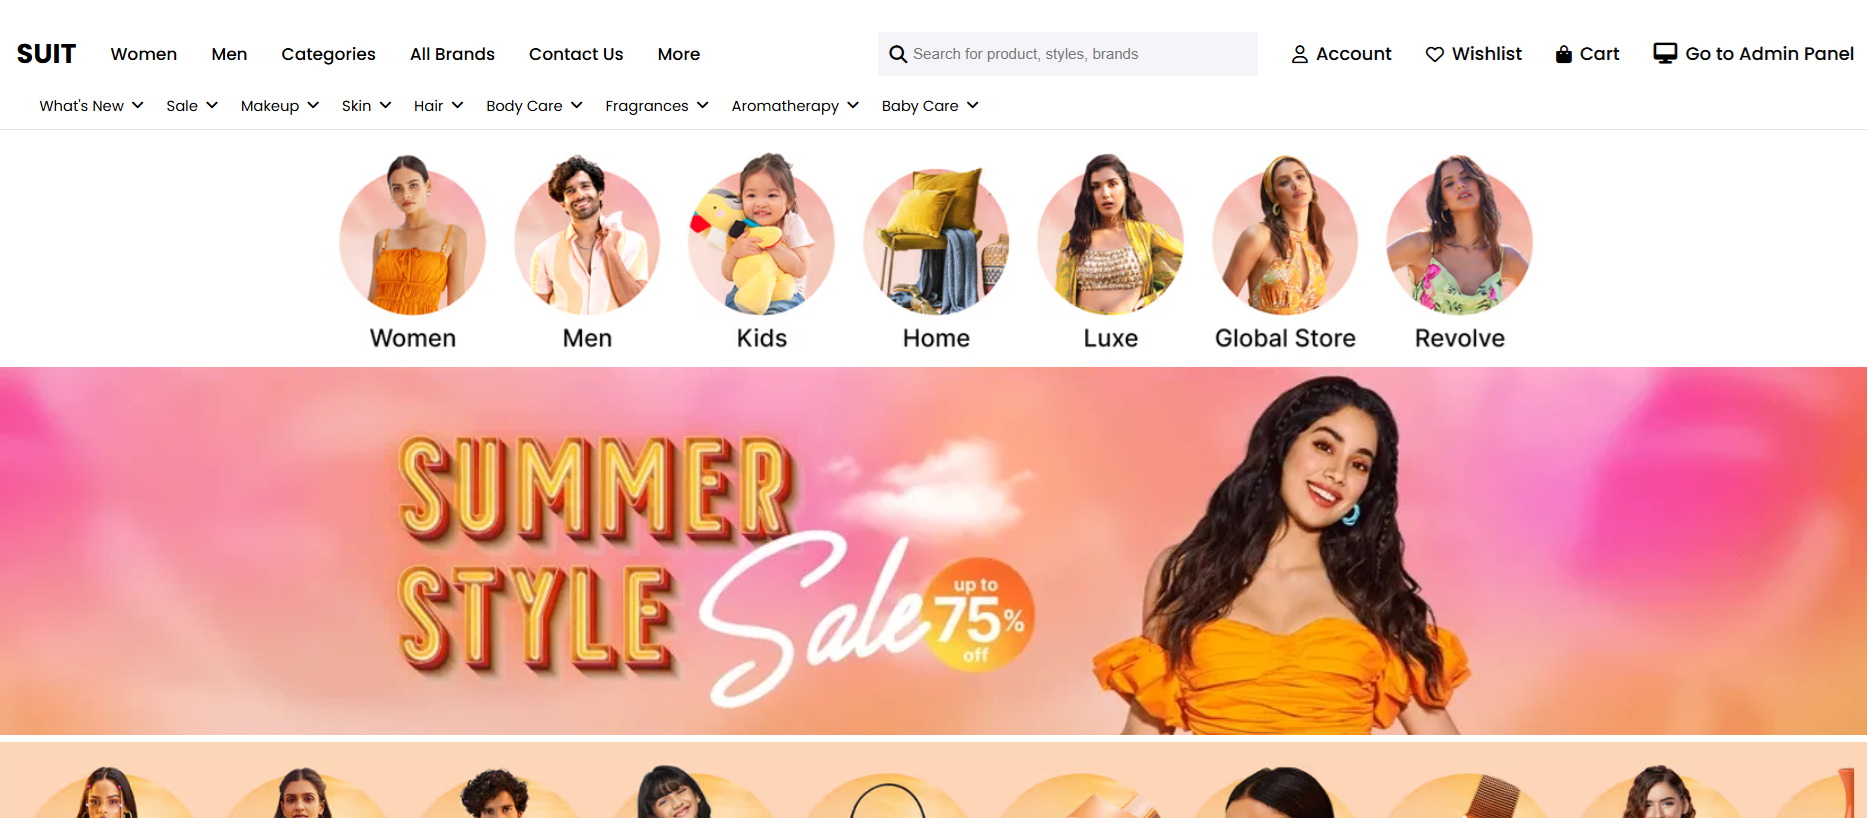 SUIT Women Men Categories All Brands Contact Us More Search for product, styles, brands Account Wishlist Cart Go to Admin Panel
What's New Sale Makeup Skin Hair Body Care Fragrances Aromatherapy Baby Care
Women Men Kids Home Luxe Global Store Revolve
SUMMER
STYLE Sale
up to
75%
off